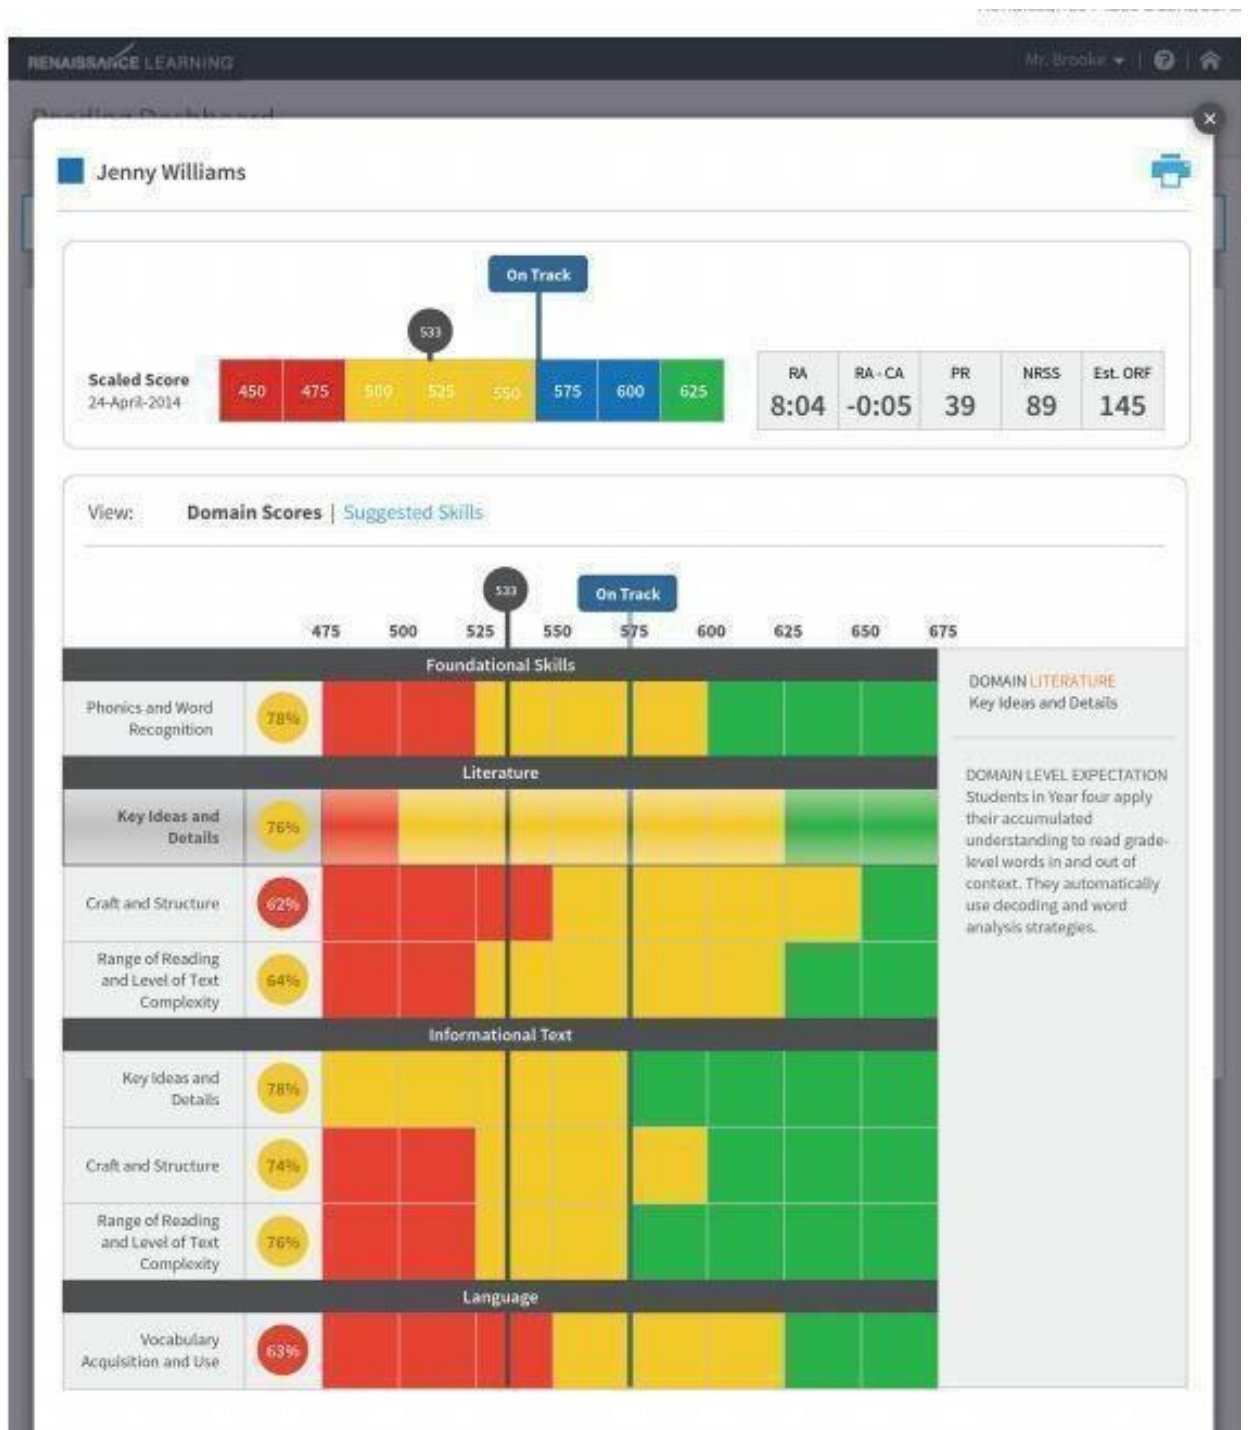 RENAISSANCE LEARNING
Mr. Brooke
Reading Dashboard
Jenny Williams
On Track
533
Scaled Score
24-April-2014
450 475 500 525 550 575 600 625
RA RA-CA PR NRSS Est. ORF
8:04 -0:05 39 89 145
View: Domain Scores | Suggested Skills
533 On Track
475 500 525 550 575 600 625 650 675
Foundational Skills
Phonics and Word
Recognition
78%
Literature
Key Ideas and
Details
76%
Craft and Structure
62%
Range of Reading
and Level of Text
Complexity
64%
Informational Text
Key Ideas and
Details
78%
Craft and Structure
74%
Range of Reading
and Level of Text
Complexity
76%
Language
Vocabulary
Acquisition and Use
63%
DOMAIN LITERATURE
Key Ideas and Details
DOMAIN LEVEL EXPECTATION
Students in Year four apply
their accumulated
understanding to read grade-
level words in and out of
context. They automatically
use decoding and word
analysis strategies.